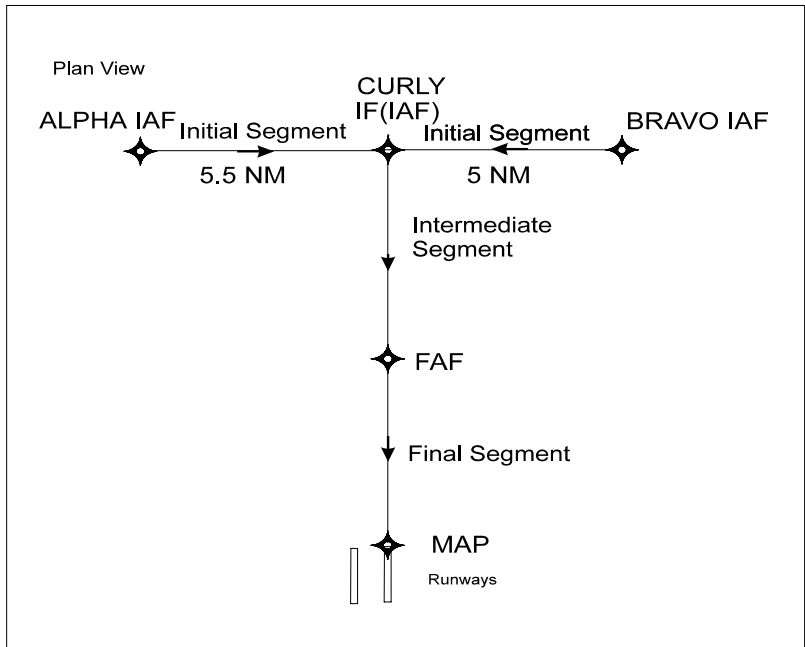 Plan View
CURLY
IF(IAF)
ALPHA IAF
Initial Segment
Initial Segment
BRAVO IAF
5.5 NM
5 NM
Intermediate
Segment
FAF
Final Segment
MAP
Runways